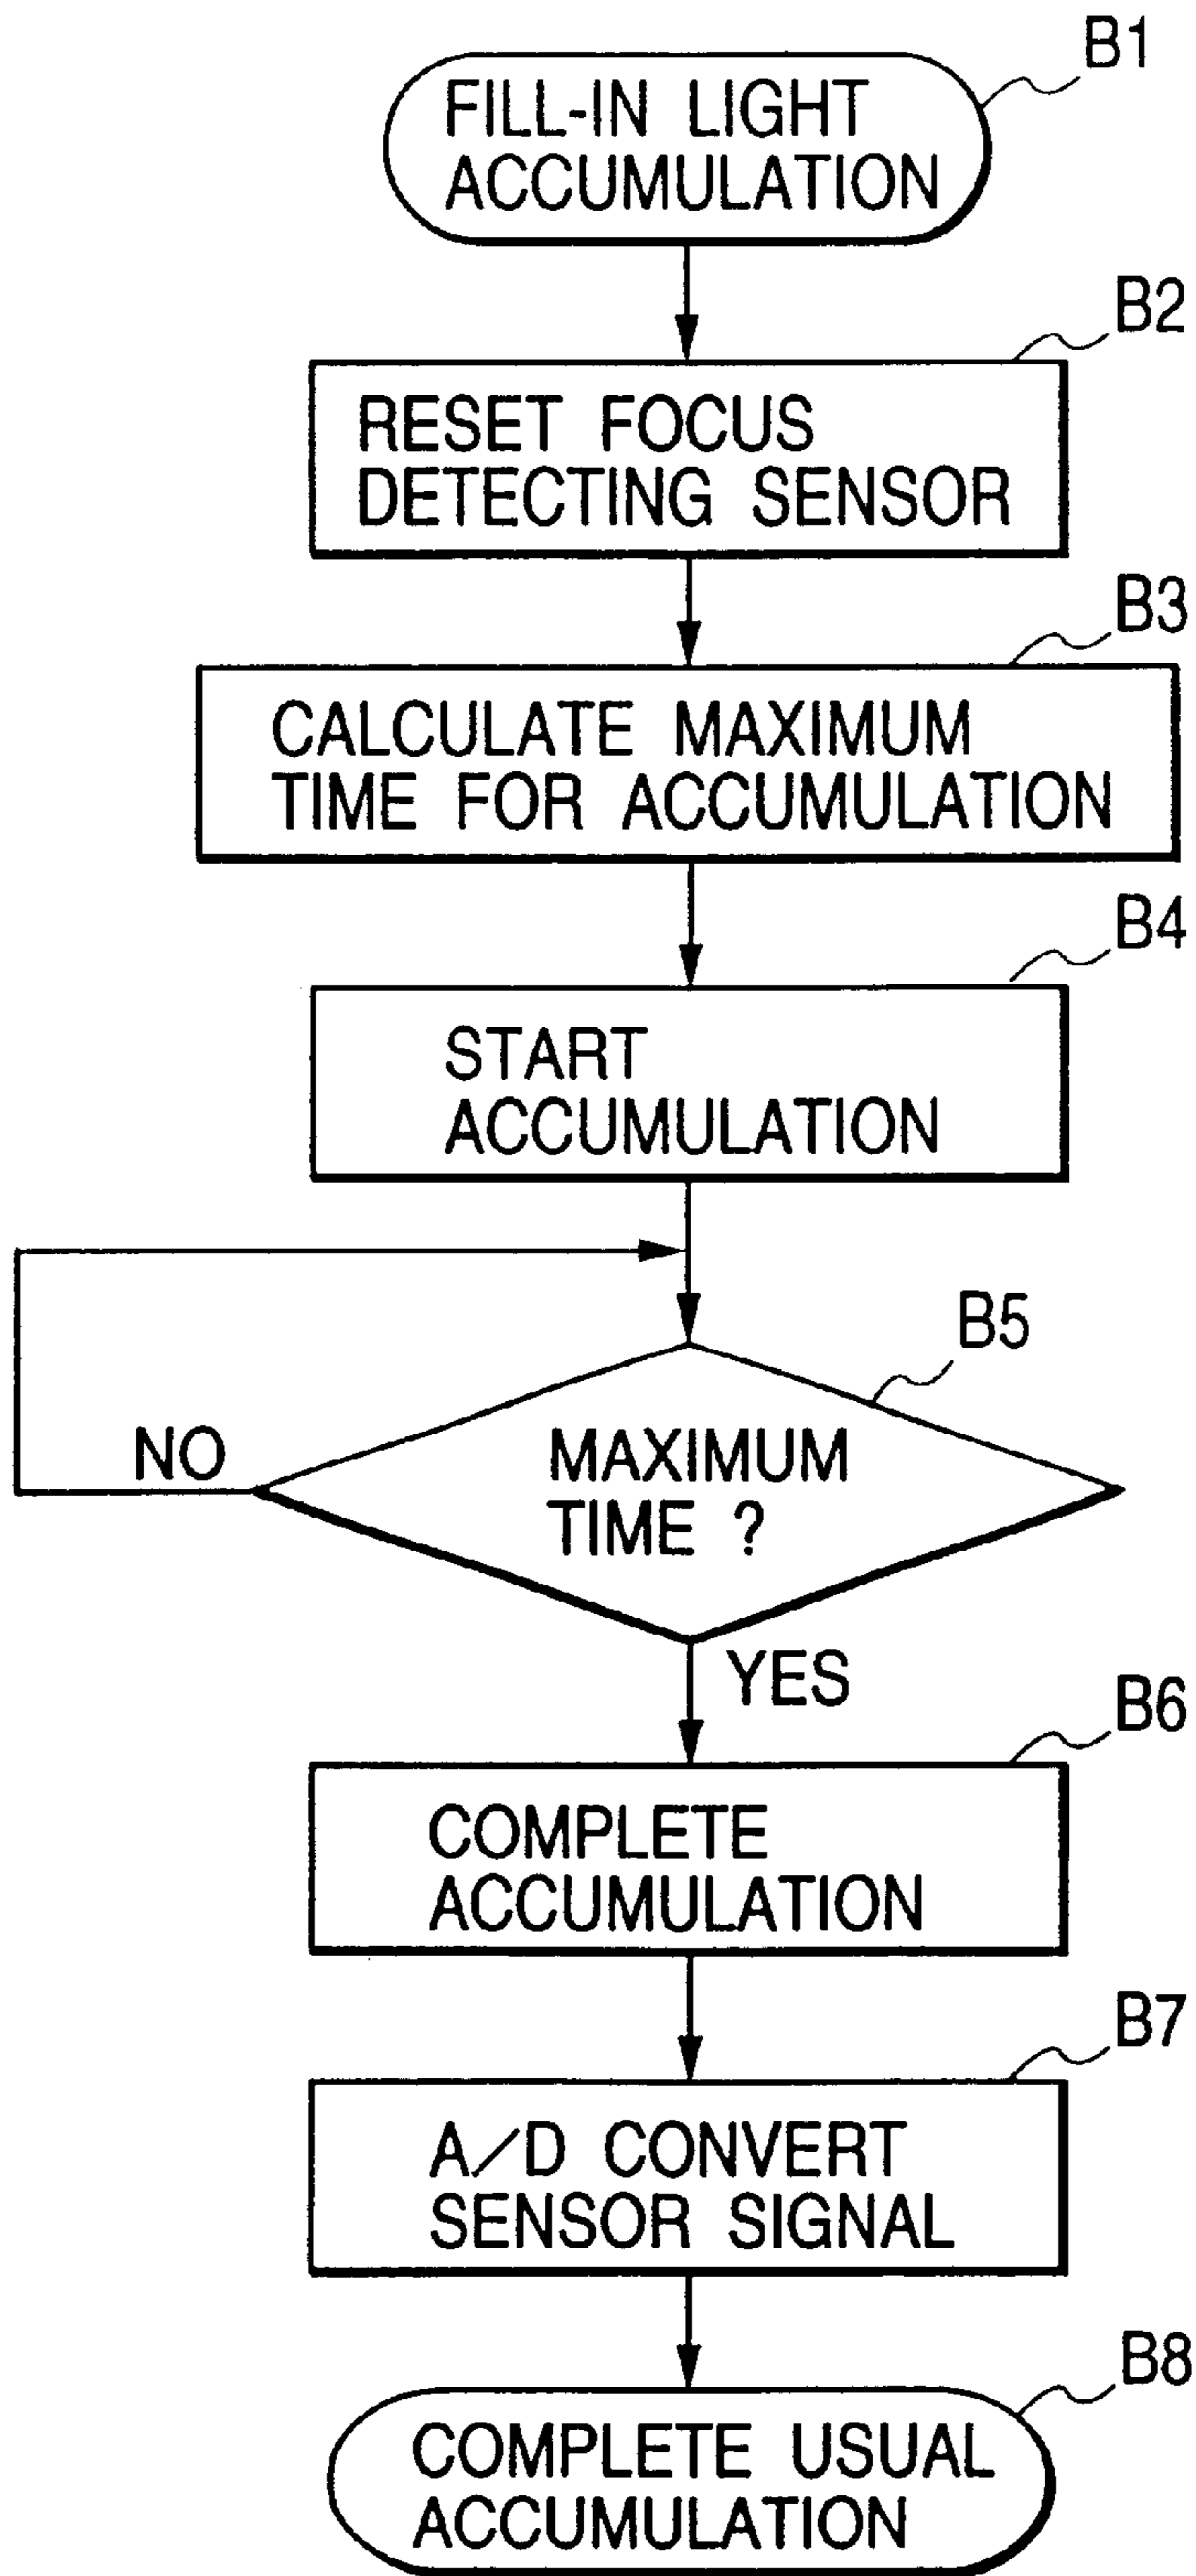 B1
FILL-IN LIGHT
ACCUMULATION
B2
RESET FOCUS
DETECTING SENSOR
B3
CALCULATE MAXIMUM
TIME FOR ACCUMULATION
B4
START
ACCUMULATION
B5
NO
MAXIMUM
TIME ?
YES
B6
COMPLETE
ACCUMULATION
B7
A/D CONVERT
SENSOR SIGNAL
B8
COMPLETE USUAL
ACCUMULATION